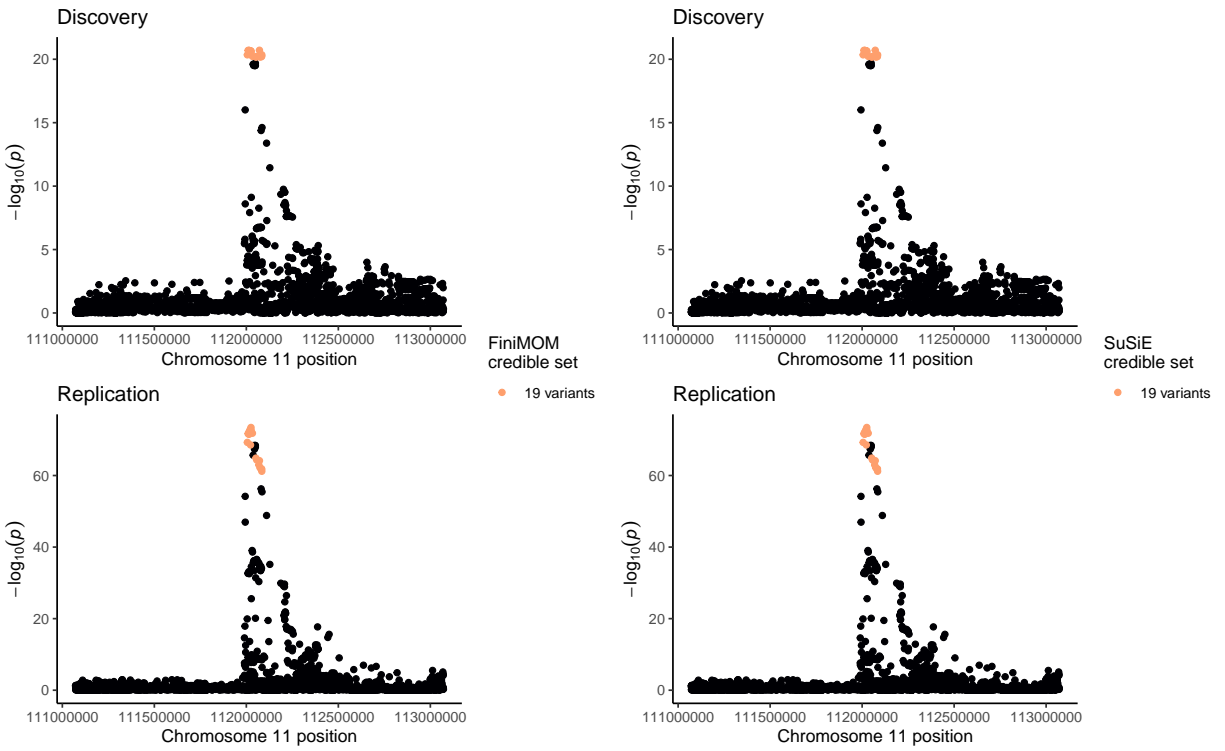 Discovery
20
15
10
5
0
−log10(p)
111000000 111500000 112000000 112500000 113000000
Chromosome 11 position
Discovery
20
15
10
5
0
−log10(p)
111000000 111500000 112000000 112500000 113000000
Chromosome 11 position
FiniMOM
credible set
19 variants
SuSiE
credible set
19 variants
Replication
60
40
20
0
−log10(p)
111000000 111500000 112000000 112500000 113000000
Chromosome 11 position
Replication
60
40
20
0
−log10(p)
111000000 111500000 112000000 112500000 113000000
Chromosome 11 position